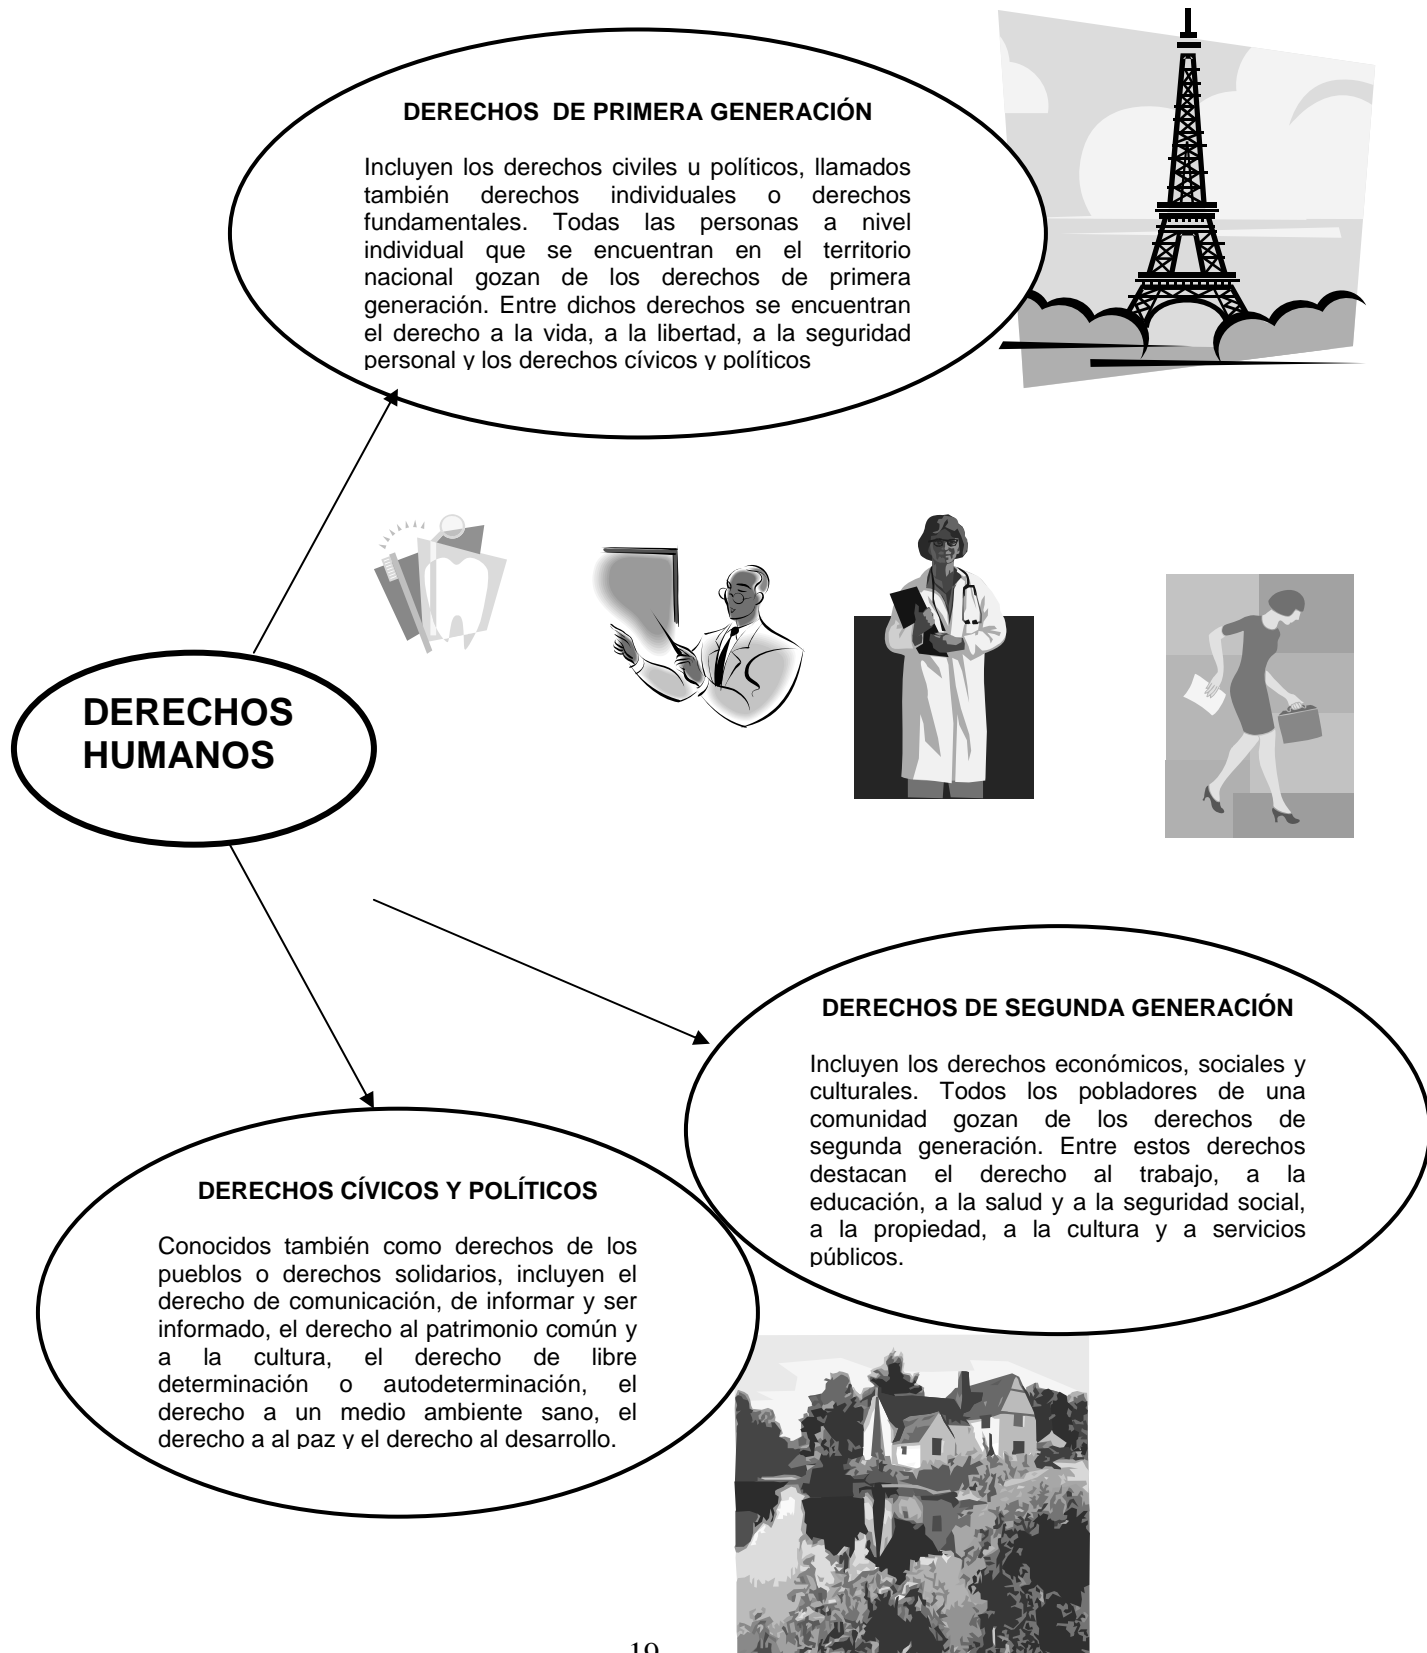 DERECHOS DE PRIMERA GENERACIÓN
Incluyen los derechos civiles u políticos, llamados
también derechos individuales o derechos
fundamentales. Todas las personas a nivel
individual que se encuentran en el territorio
nacional gozan de los derechos de primera
generación. Entre dichos derechos se encuentran
el derecho a la vida, a la libertad, a la seguridad
personal y los derechos cívicos y políticos
DERECHOS
HUMANOS
DERECHOS DE SEGUNDA GENERACIÓN
Incluyen los derechos económicos, sociales y
culturales. Todos los pobladores de una
comunidad gozan de los derechos de
segunda generación. Entre estos derechos
destacan el derecho al trabajo, a la
educación, a la salud y a la seguridad social,
a la propiedad, a la cultura y a servicios
públicos.
DERECHOS CÍVICOS Y POLÍTICOS
Conocidos también como derechos de los
pueblos o derechos solidarios, incluyen el
derecho de comunicación, de informar y ser
informado, el derecho al patrimonio común y
a la cultura, el derecho de libre
determinación o autodeterminación, el
derecho a un medio ambiente sano, el
derecho a al paz y el derecho al desarrollo.
19